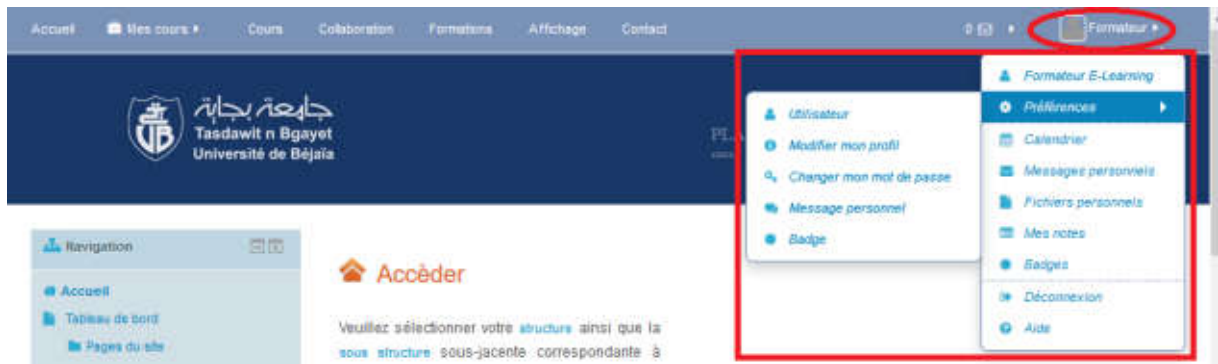 Accueil Mes cours Cours Collaboration Formations Affichage Contact 0 Formateur
جامعة بجاية
Tasdawit n Bgayet
Université de Béjaïa
PLA
Formateur E-Learning
Préférences
Calendrier
Messages personnels
Fichiers personnels
Mes notes
Badges
Déconnexion
Aide
Utilisateur
Modifier mon profil
Changer mon mot de passe
Message personnel
Badge
Navigation
Accueil
Tableau de bord
Pages du site
Accèder
Veuillez sélectionner votre structure ainsi que la
sous structure sous-jacente correspondante à